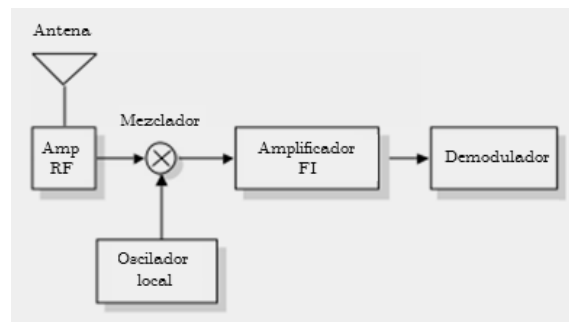 Antena
Mezclador
Amp
RF
Amplificador
FI
Demodulador
Oscilador
local